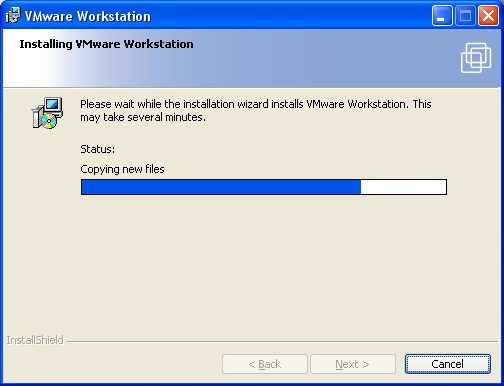 VMware Workstation
Installing VMware Workstation
Please wait while the installation wizard installs VMware Workstation. This
may take several minutes.
Status:
Copying new files
InstallShield
< Back
Next >
Cancel